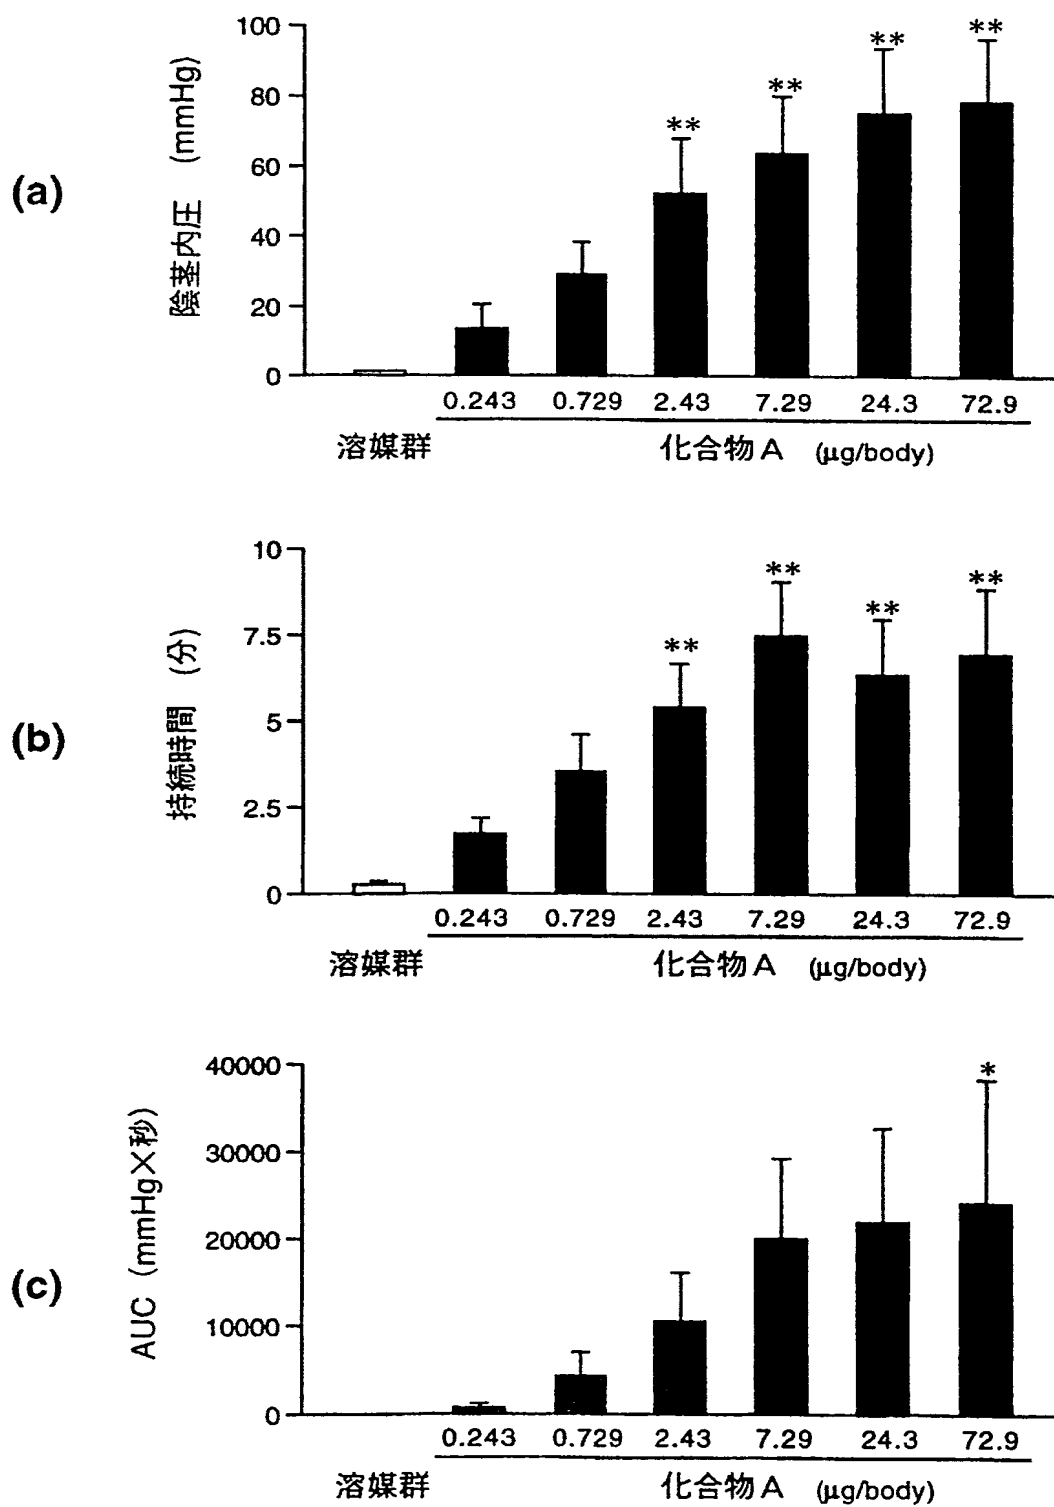 (a)
陰茎内圧 (mmHg)
100
80
60
40
20
0
** ** ** **
0.243 0.729 2.43 7.29 24.3 72.9
溶媒群 化合物A (μg/body)
(b)
持続時間 (分)
10
7.5
5
2.5
0
** ** ** **
0.243 0.729 2.43 7.29 24.3 72.9
溶媒群 化合物A (μg/body)
(c)
AUC (mmHg×秒)
40000
30000
20000
10000
0
*
0.243 0.729 2.43 7.29 24.3 72.9
溶媒群 化合物A (μg/body)